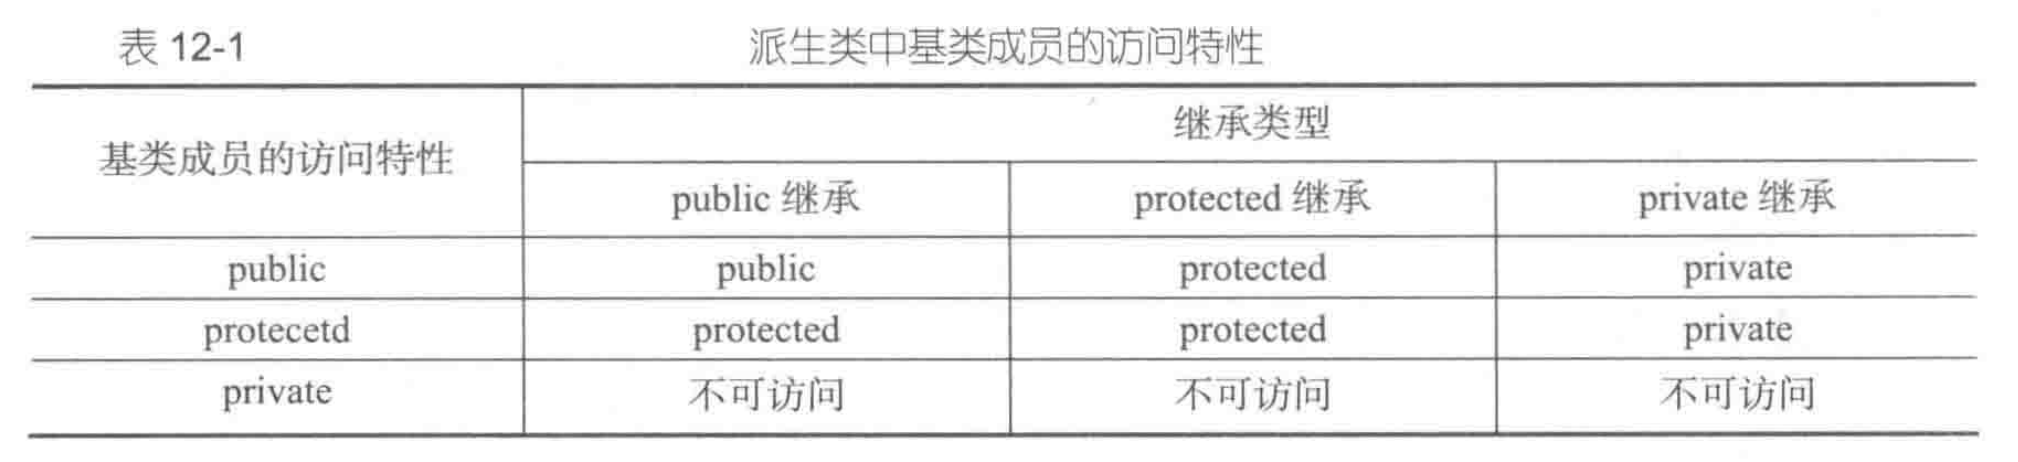 表 12-1 派生类中基类成员的访问特性
基类成员的访问特性 继承类型
public 继承 protected 继承 private 继承
public public protected private
protecetd protected protected private
private 不可访问 不可访问 不可访问